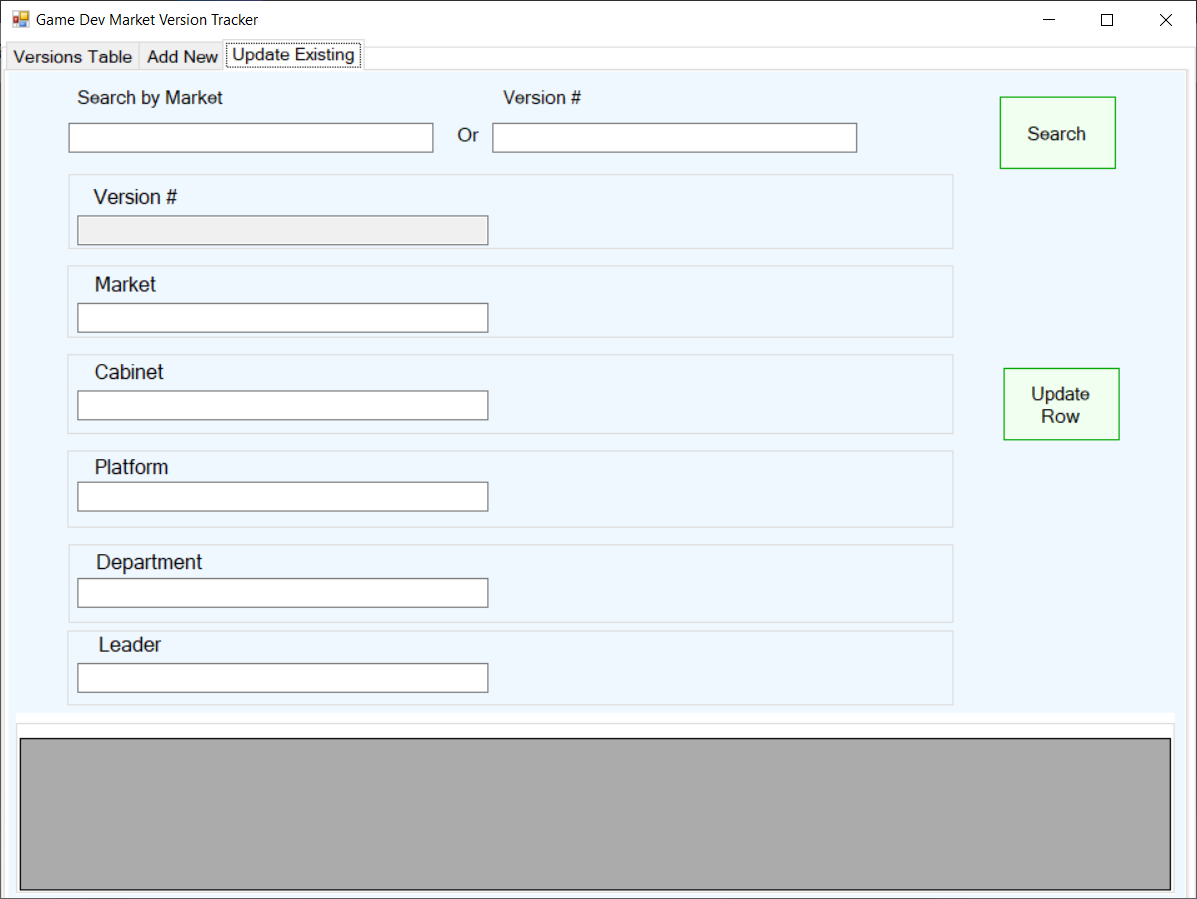 Game Dev Market Version Tracker
Versions Table Add New Update Existing
Search by Market Version #
Or
Search
Version #
Market
Cabinet
Update
Row
Platform
Department
Leader